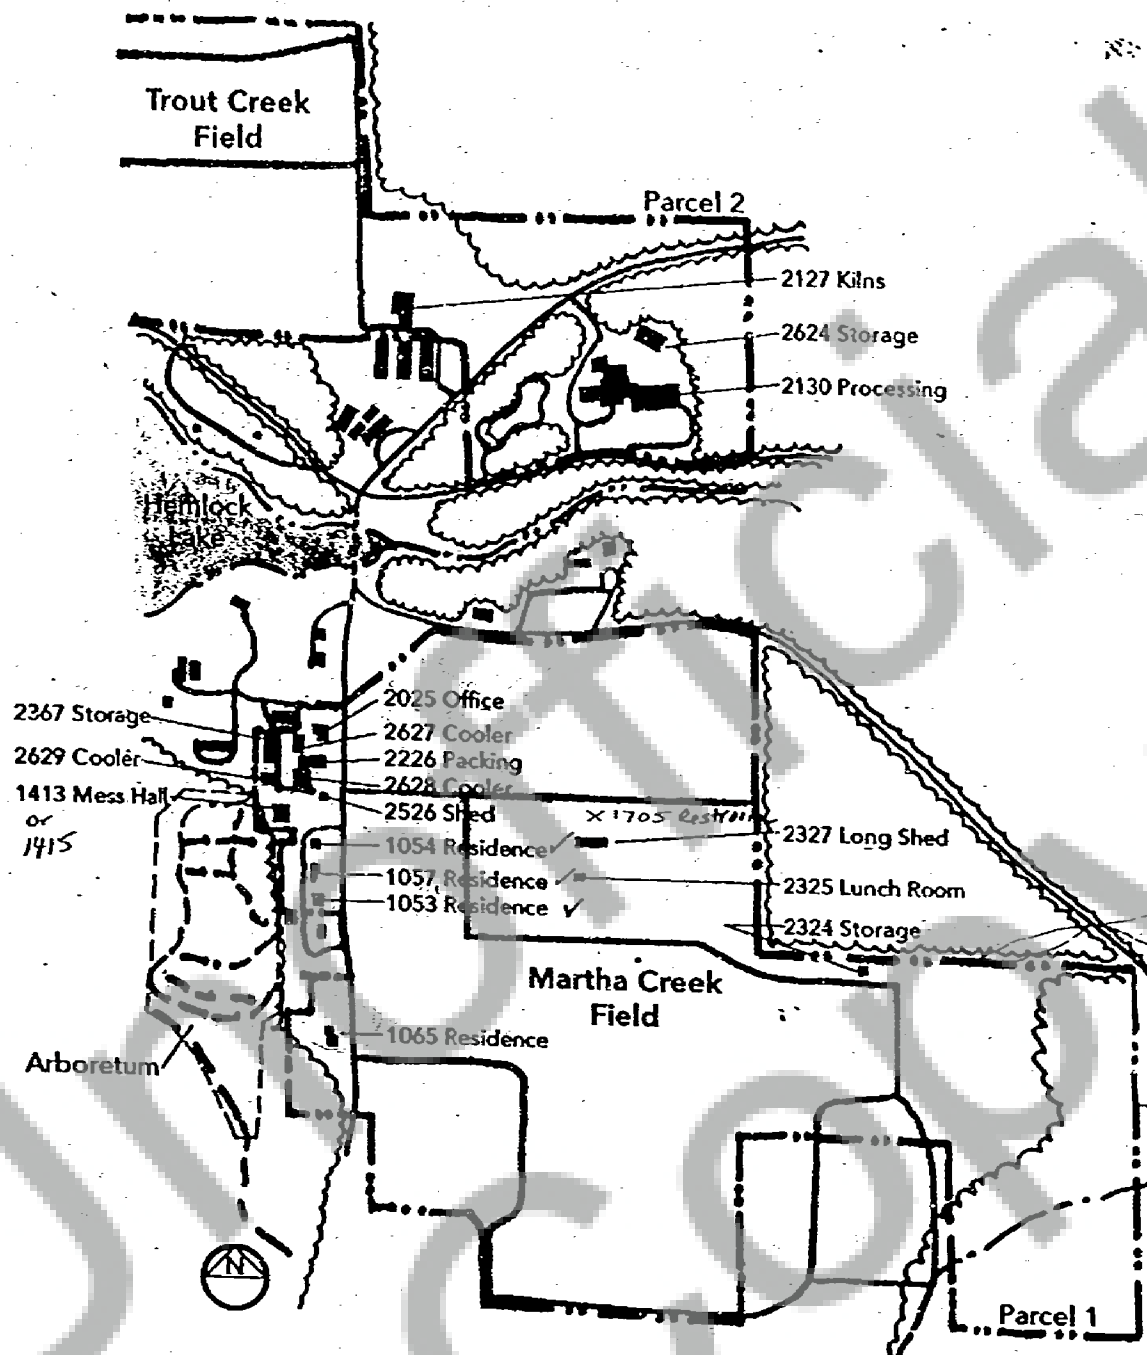 Trout Creek
Field
Parcel 2
2127 Kilns
2624 Storage
2130 Processing
Hemlock
Lake
2025 Office
2367 Storage
2627 Cooler
2629 Cooler
2226 Packing
2628 Cooler
1413 Mess Hall
or
1415
2526 Shed
X 1705
2327 Long Shed
1054 Residence ✓
1057 Residence ✓
2325 Lunch Room
1053 Residence ✓
2324 Storage
Martha Creek
Field
1065 Residence
Arboretum
N
Parcel 1